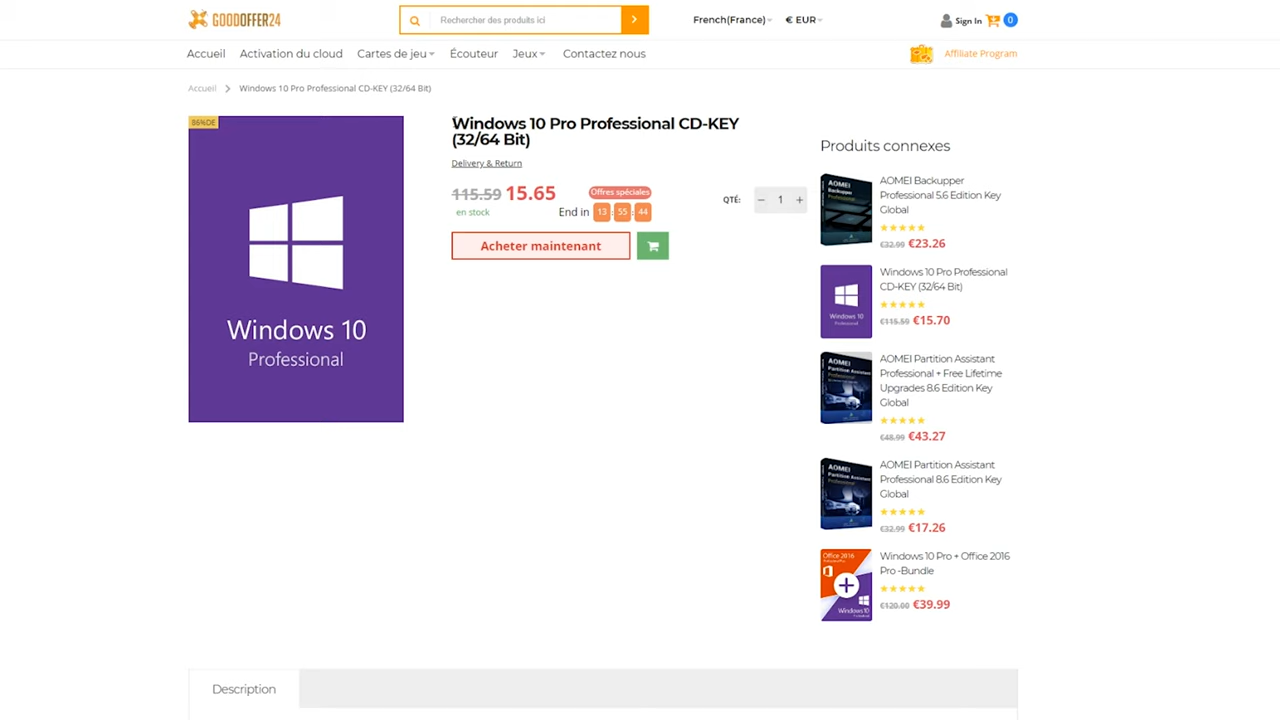 GOODOFFER24
Rechercher des produits ici
French(France)
€ EUR
Sign In
0
Accueil
Activation du cloud
Cartes de jeu
Écouteur
Jeux
Contactez nous
Affiliate Program
Accueil
Windows 10 Pro Professional CD-KEY (32/64 Bit)
86%DE
Windows 10
Professional
Windows 10 Pro Professional CD-KEY
(32/64 Bit)
Delivery & Return
115.59 15.65
Offres spéciales
en stock
End in 13 : 55 : 44
QTÉ:
− 1 +
Acheter maintenant
Produits connexes
AOMEI Backupper
Professional 5.6 Edition Key
Global
€32.99 €23.26
Windows 10 Pro Professional
CD-KEY (32/64 Bit)
€115.59 €15.70
Windows 10
Professional
AOMEI Partition Assistant
Professional + Free Lifetime
Upgrades 8.6 Edition Key
Global
€48.99 €43.27
AOMEI Partition Assistant
Professional 8.6 Edition Key
Global
€32.99 €17.26
Windows 10 Pro + Office 2016
Pro -Bundle
€120.00 €39.99
Office 2016
Windows 10
Description